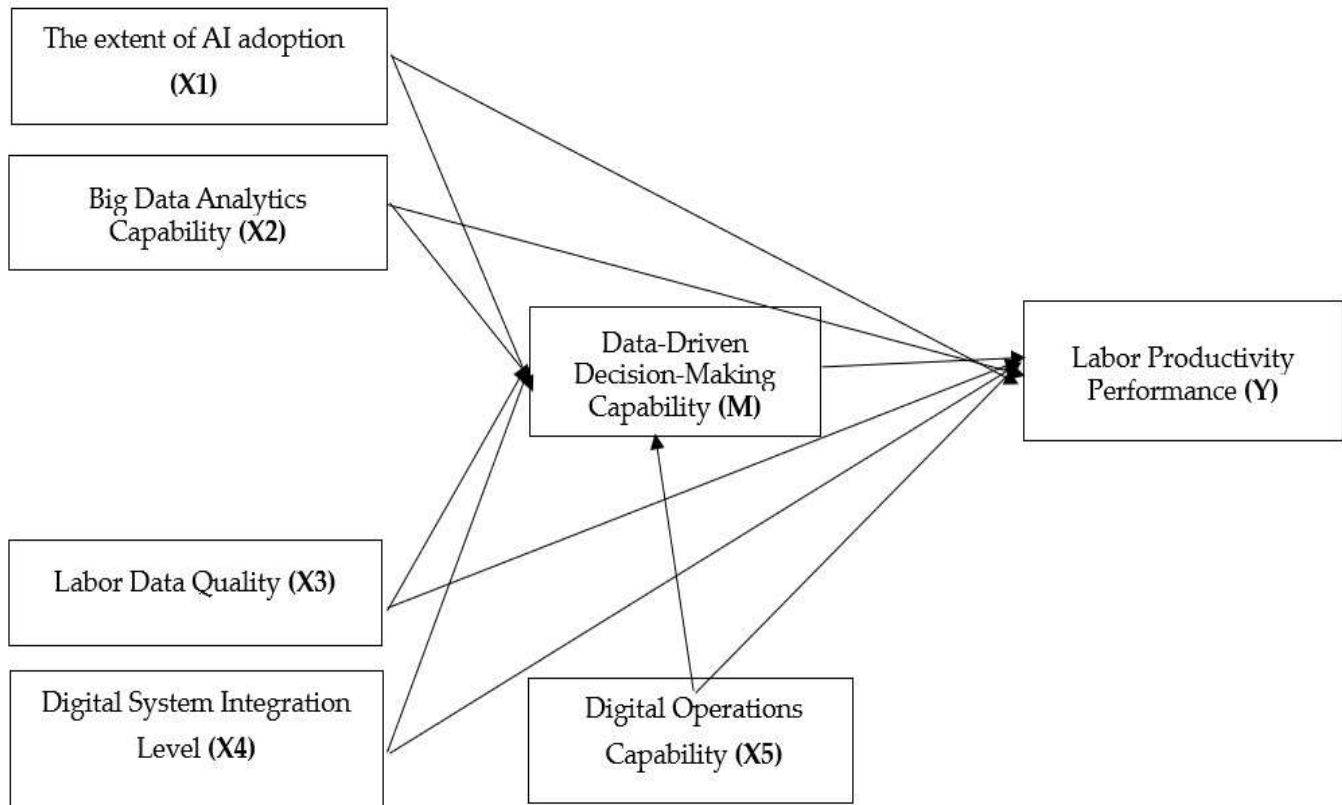 The extent of AI adoption
(X1)
Big Data Analytics
Capability (X2)
Data-Driven
Decision-Making
Capability (M)
Labor Productivity
Performance (Y)
Labor Data Quality (X3)
Digital System Integration
Level (X4)
Digital Operations
Capability (X5)